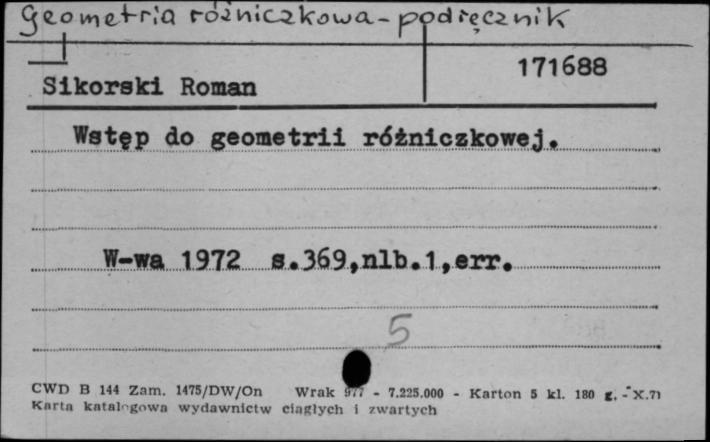 Geometria różniczkowa-podręcznik
171688
Sikorski Roman
Wstęp do geometrii różniczkowej.
W-wa 1972 s.369,nlb.1,err.
5
CWD B 144 Zam. 1475/DW/On Wrak 977 - 7.225.000 - Karton 5 kl. 180 g. - X.71
Karta katalogowa wydawnictw ciągłych i zwartych